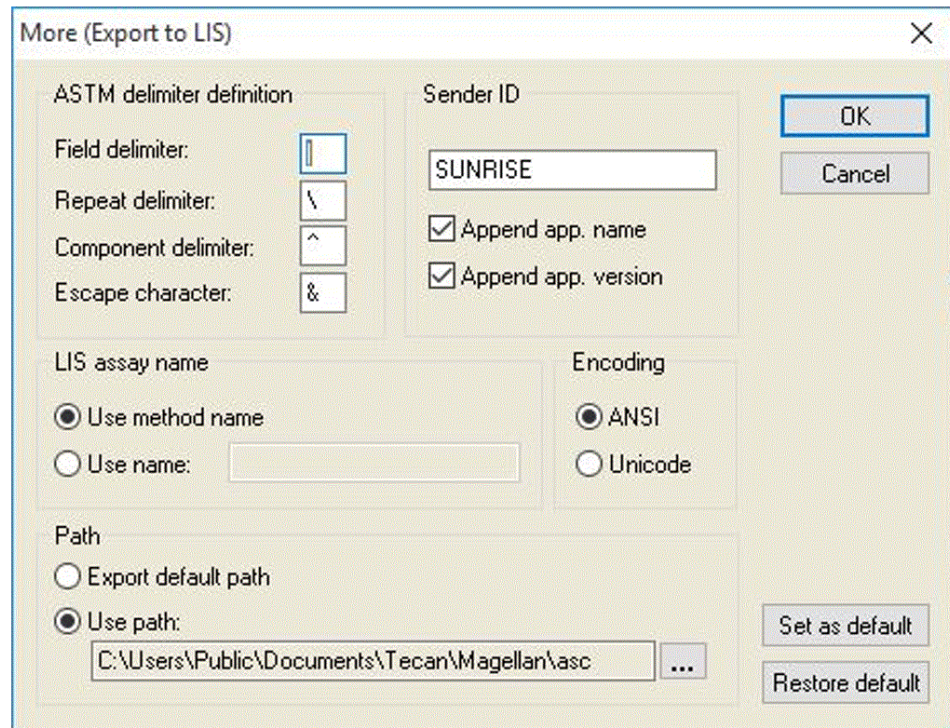 More (Export to LIS)
ASTM delimiter definition
Field delimiter: |
Repeat delimiter: \
Component delimiter: ^
Escape character: &
Sender ID
SUNRISE
Append app. name
Append app. version
OK
Cancel
LIS assay name
Use method name
Use name:
Encoding
ANSI
Unicode
Path
Export default path
Use path:
C:\Users\Public\Documents\Tecan\Magellan\asc
...
Set as default
Restore default